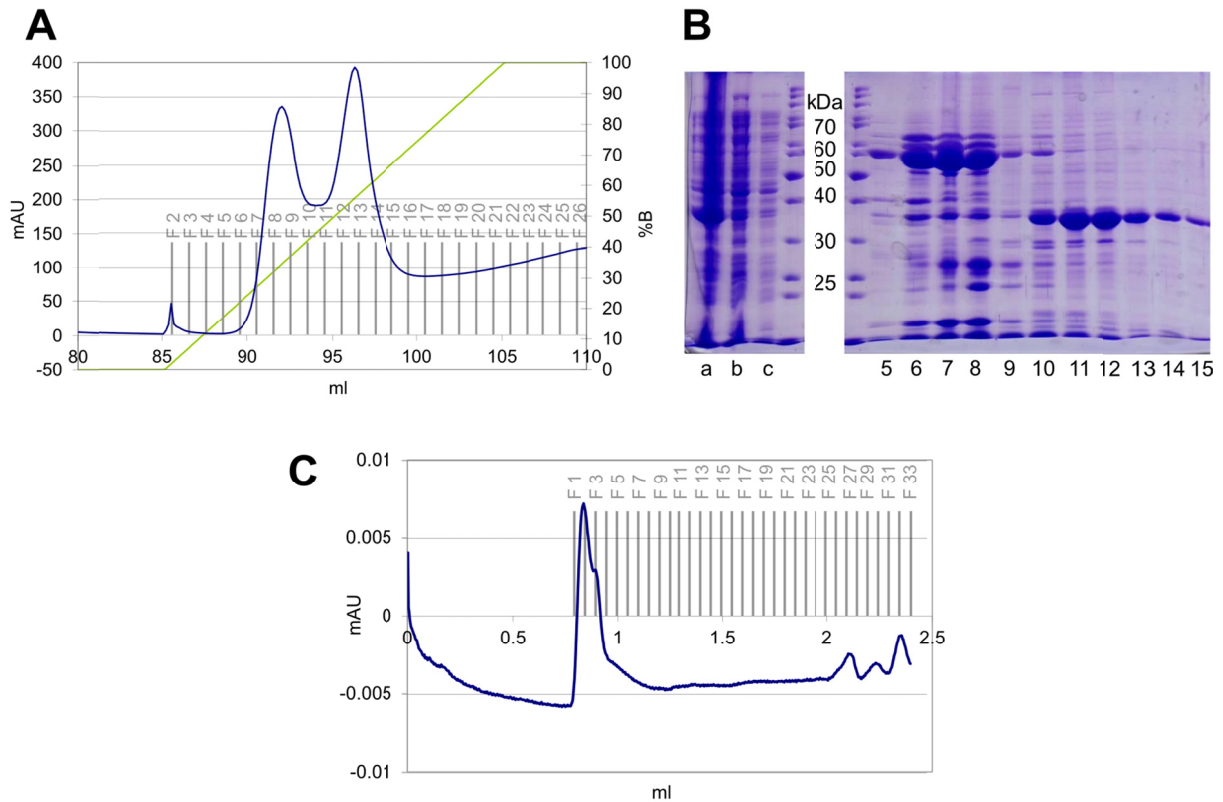 A
400
350
300
250
200
150
100
50
0
-50
mAU
100
90
80
70
60
50
40
30
20
10
0
%B
F 2
F 3
F 4
F 5
F 6
F 7
F 8
F 9
F 10
F 11
F 12
F 13
F 14
F 15
F 16
F 17
F 18
F 19
F 20
F 21
F 22
F 23
F 24
F 25
F 26
80 85 90 95 100 105 110
ml
B
kDa
70
60
50
40
30
25
a b c
5 6 7 8 9 10 11 12 13 14 15
C
0.01
0.005
0
-0.005
-0.01
mAU
F 1
F 3
F 5
F 7
F 9
F 11
F 13
F 15
F 17
F 19
F 21
F 23
F 25
F 27
F 29
F 31
F 33
0 0.5 1 1.5 2 2.5
ml